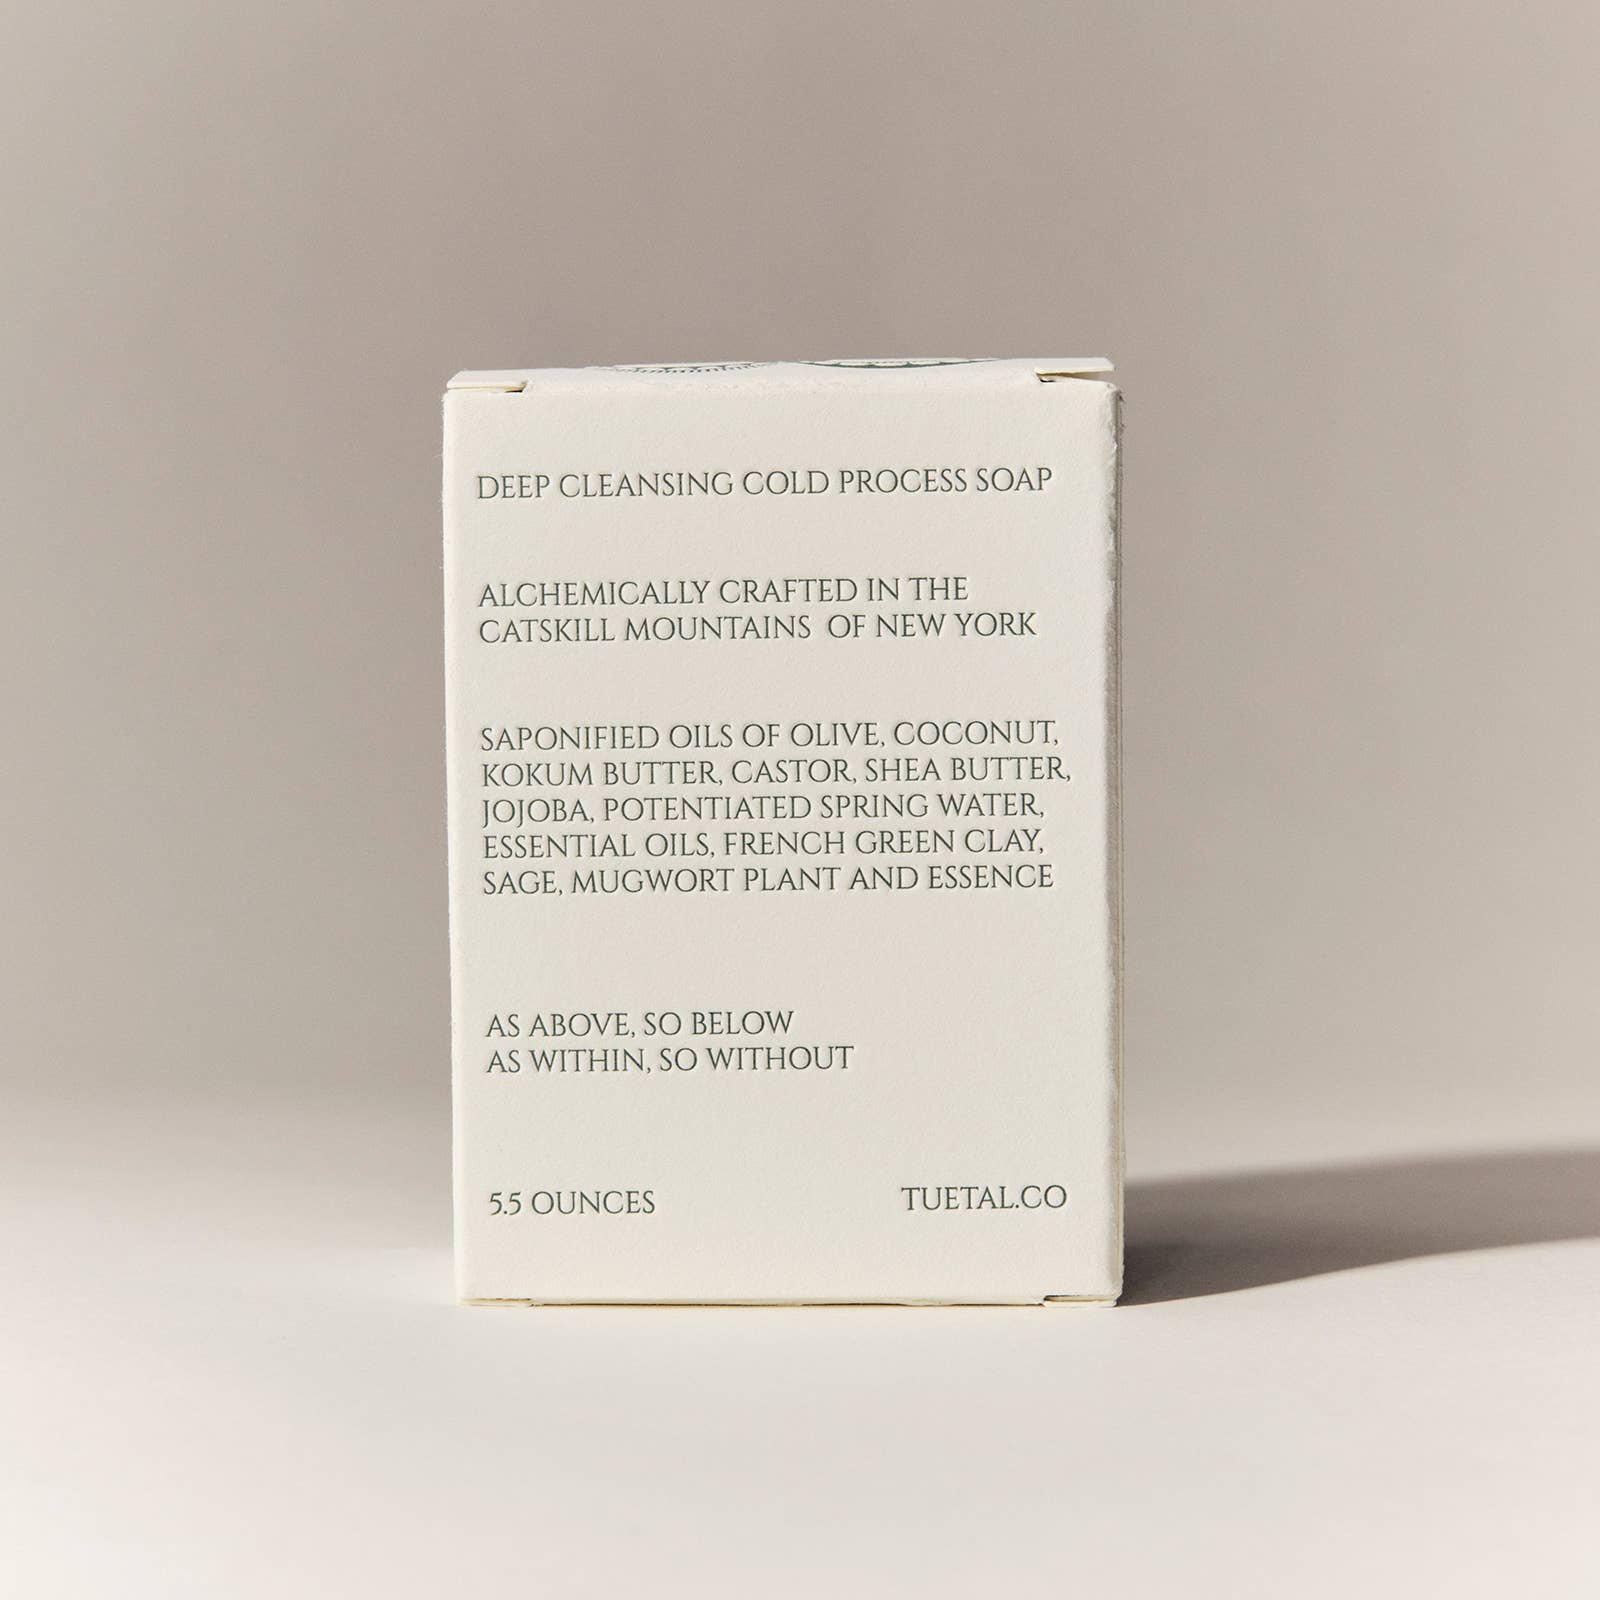 DEEP CLEANSING COLD PROCESS SOAP
ALCHEMICALLY CRAFTED IN THE
CATSKILL MOUNTAINS OF NEW YORK
SAPONIFIED OILS OF OLIVE, COCONUT,
KOKUM BUTTER, CASTOR, SHEA BUTTER,
JOJOBA, POTENTIATED SPRING WATER,
ESSENTIAL OILS, FRENCH GREEN CLAY,
SAGE, MUGWORT PLANT AND ESSENCE
AS ABOVE, SO BELOW
AS WITHIN, SO WITHOUT
5.5 OUNCES
TUETAL.CO